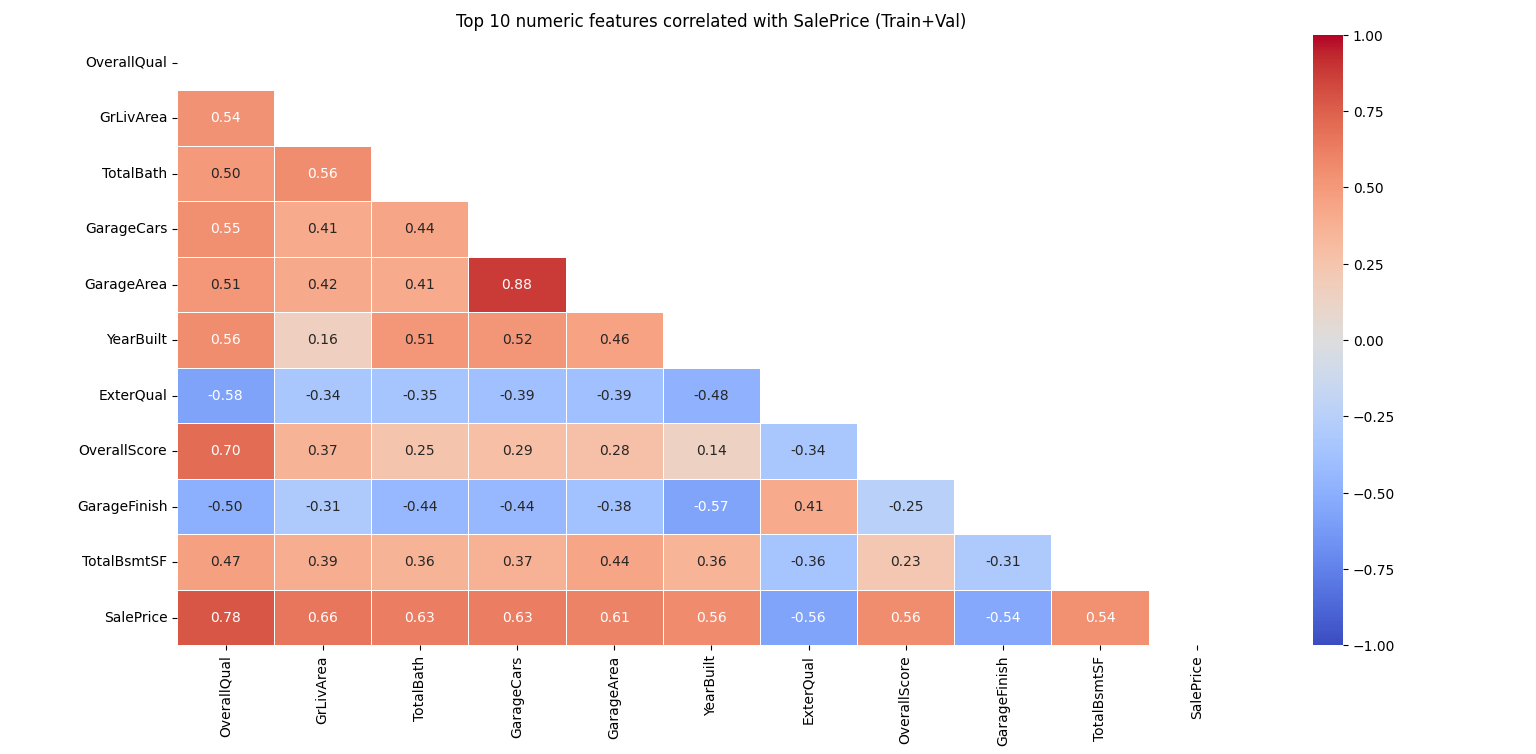 Top 10 numeric features correlated with SalePrice (Train+Val)
OverallQual
GrLivArea 0.54
TotalBath 0.50 0.56
GarageCars 0.55 0.41 0.44
GarageArea 0.51 0.42 0.41 0.88
YearBuilt 0.56 0.16 0.51 0.52 0.46
ExterQual -0.58 -0.34 -0.35 -0.39 -0.39 -0.48
OverallScore 0.70 0.37 0.25 0.29 0.28 0.14 -0.34
GarageFinish -0.50 -0.31 -0.44 -0.44 -0.38 -0.57 0.41 -0.25
TotalBsmtSF 0.47 0.39 0.36 0.37 0.44 0.36 -0.36 0.23 -0.31
SalePrice 0.78 0.66 0.63 0.63 0.61 0.56 -0.56 0.56 -0.54 0.54
OverallQual
GrLivArea
TotalBath
GarageCars
GarageArea
YearBuilt
ExterQual
OverallScore
GarageFinish
TotalBsmtSF
SalePrice
1.00
0.75
0.50
0.25
0.00
−0.25
−0.50
−0.75
−1.00